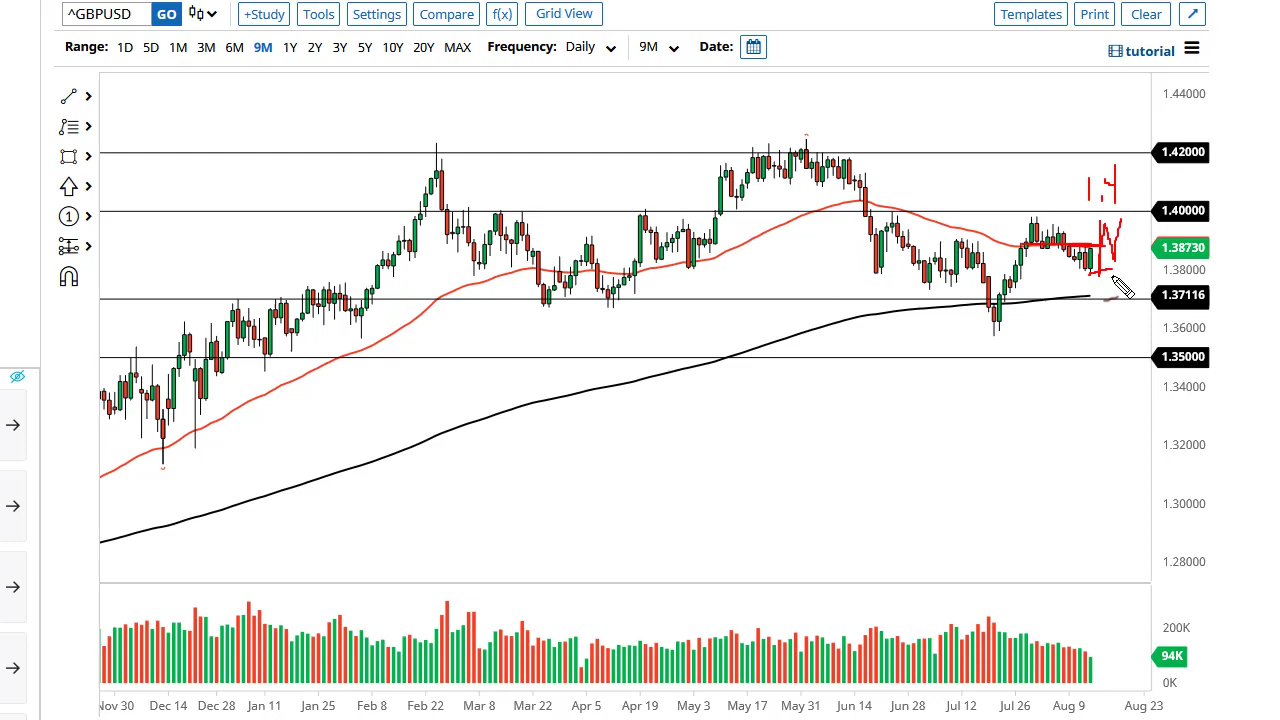 ^GBPUSD GO +Study Tools Settings Compare f(x) Grid View Templates Print Clear
Range: 1D 5D 1M 3M 6M 9M 1Y 2Y 3Y 5Y 10Y 20Y MAX Frequency: Daily 9M Date: tutorial
1.44000
1.42000
1.40000
1.38730
1.38000
1.37116
1.36000
1.35000
1.34000
1.32000
1.30000
1.28000
200K
94K
0K
Nov 30 Dec 14 Dec 28 Jan 11 Jan 25 Feb 8 Feb 22 Mar 8 Mar 22 Apr 5 Apr 19 May 3 May 17 May 31 Jun 14 Jun 28 Jul 12 Jul 26 Aug 9 Aug 23